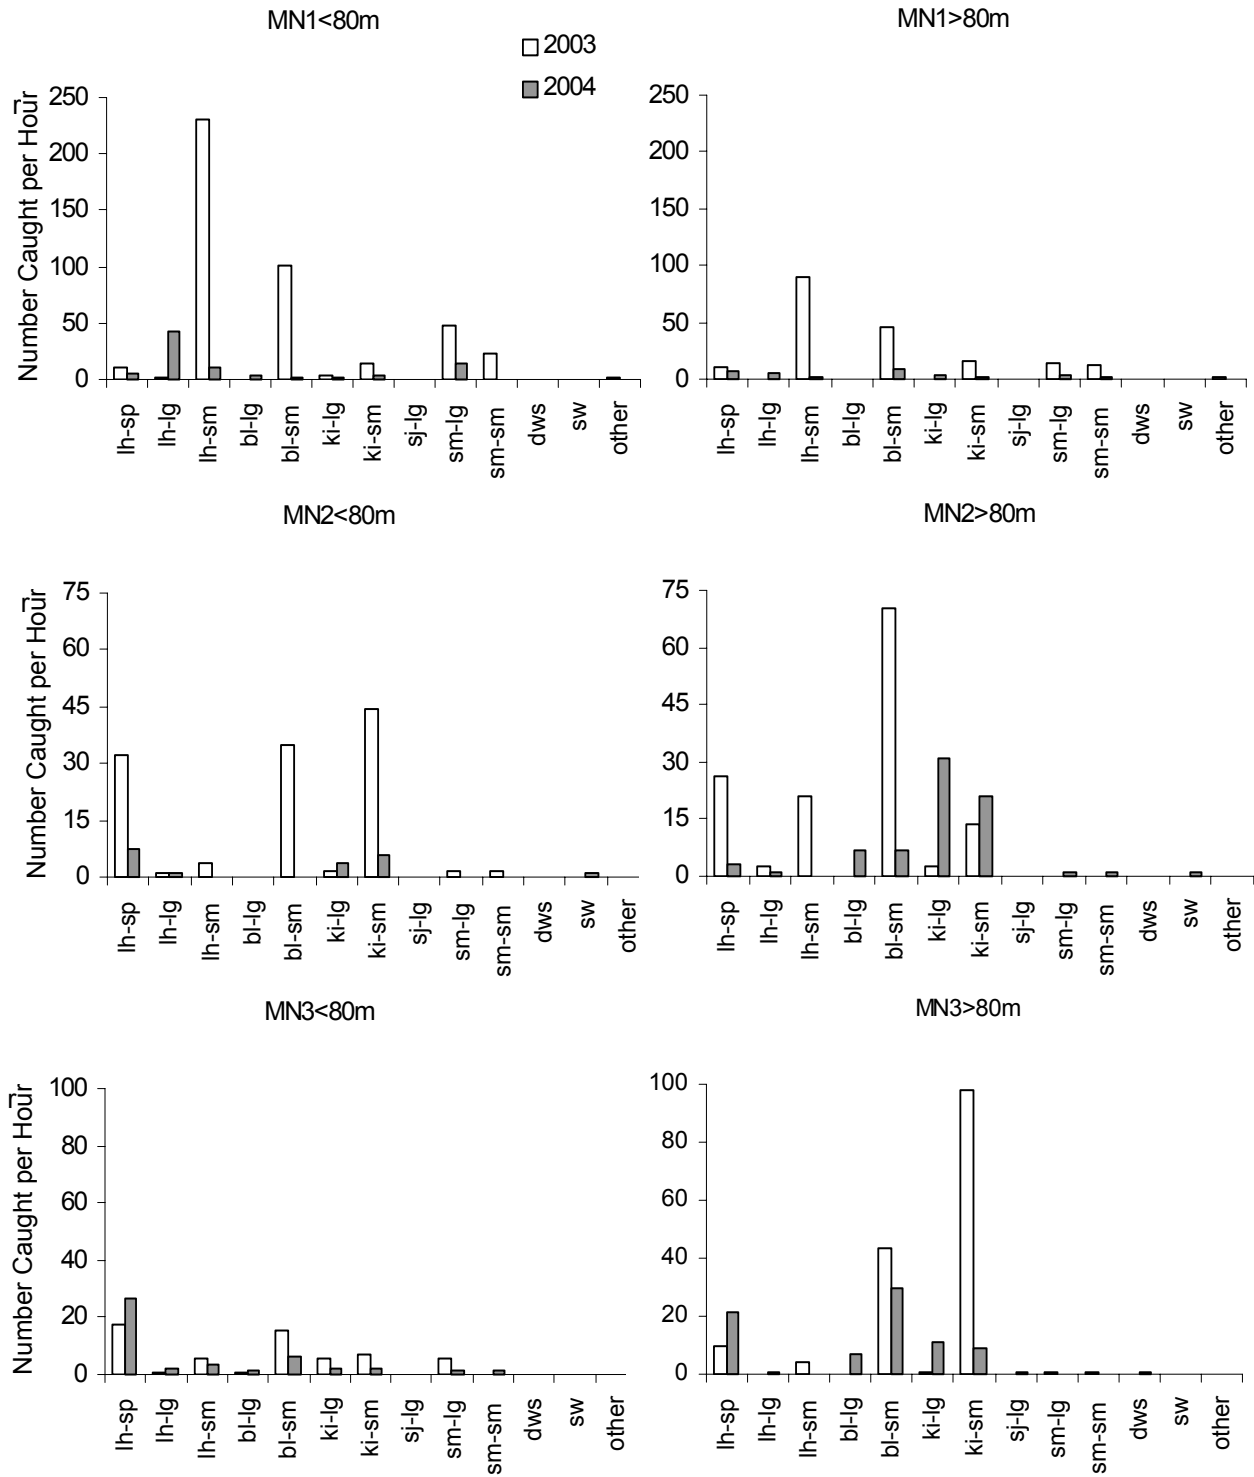 MN1<80m
MN1>80m
2003
2004
Number Caught per Hour
250
200
150
100
50
0
lh-sp
lh-lg
lh-sm
bl-lg
bl-sm
ki-lg
ki-sm
sj-lg
sm-lg
sm-sm
dws
sw
other
250
200
150
100
50
0
lh-sp
lh-lg
lh-sm
bl-lg
bl-sm
ki-lg
ki-sm
sj-lg
sm-lg
sm-sm
dws
sw
other
MN2<80m
MN2>80m
Number Caught per Hour
75
60
45
30
15
0
lh-sp
lh-lg
lh-sm
bl-lg
bl-sm
ki-lg
ki-sm
sj-lg
sm-lg
sm-sm
dws
sw
other
75
60
45
30
15
0
lh-sp
lh-lg
lh-sm
bl-lg
bl-sm
ki-lg
ki-sm
sj-lg
sm-lg
sm-sm
dws
sw
other
MN3<80m
MN3>80m
Number Caught per Hour
100
80
60
40
20
0
lh-sp
lh-lg
lh-sm
bl-lg
bl-sm
ki-lg
ki-sm
sj-lg
sm-lg
sm-sm
dws
sw
other
100
80
60
40
20
0
lh-sp
lh-lg
lh-sm
bl-lg
bl-sm
ki-lg
ki-sm
sj-lg
sm-lg
sm-sm
dws
sw
other